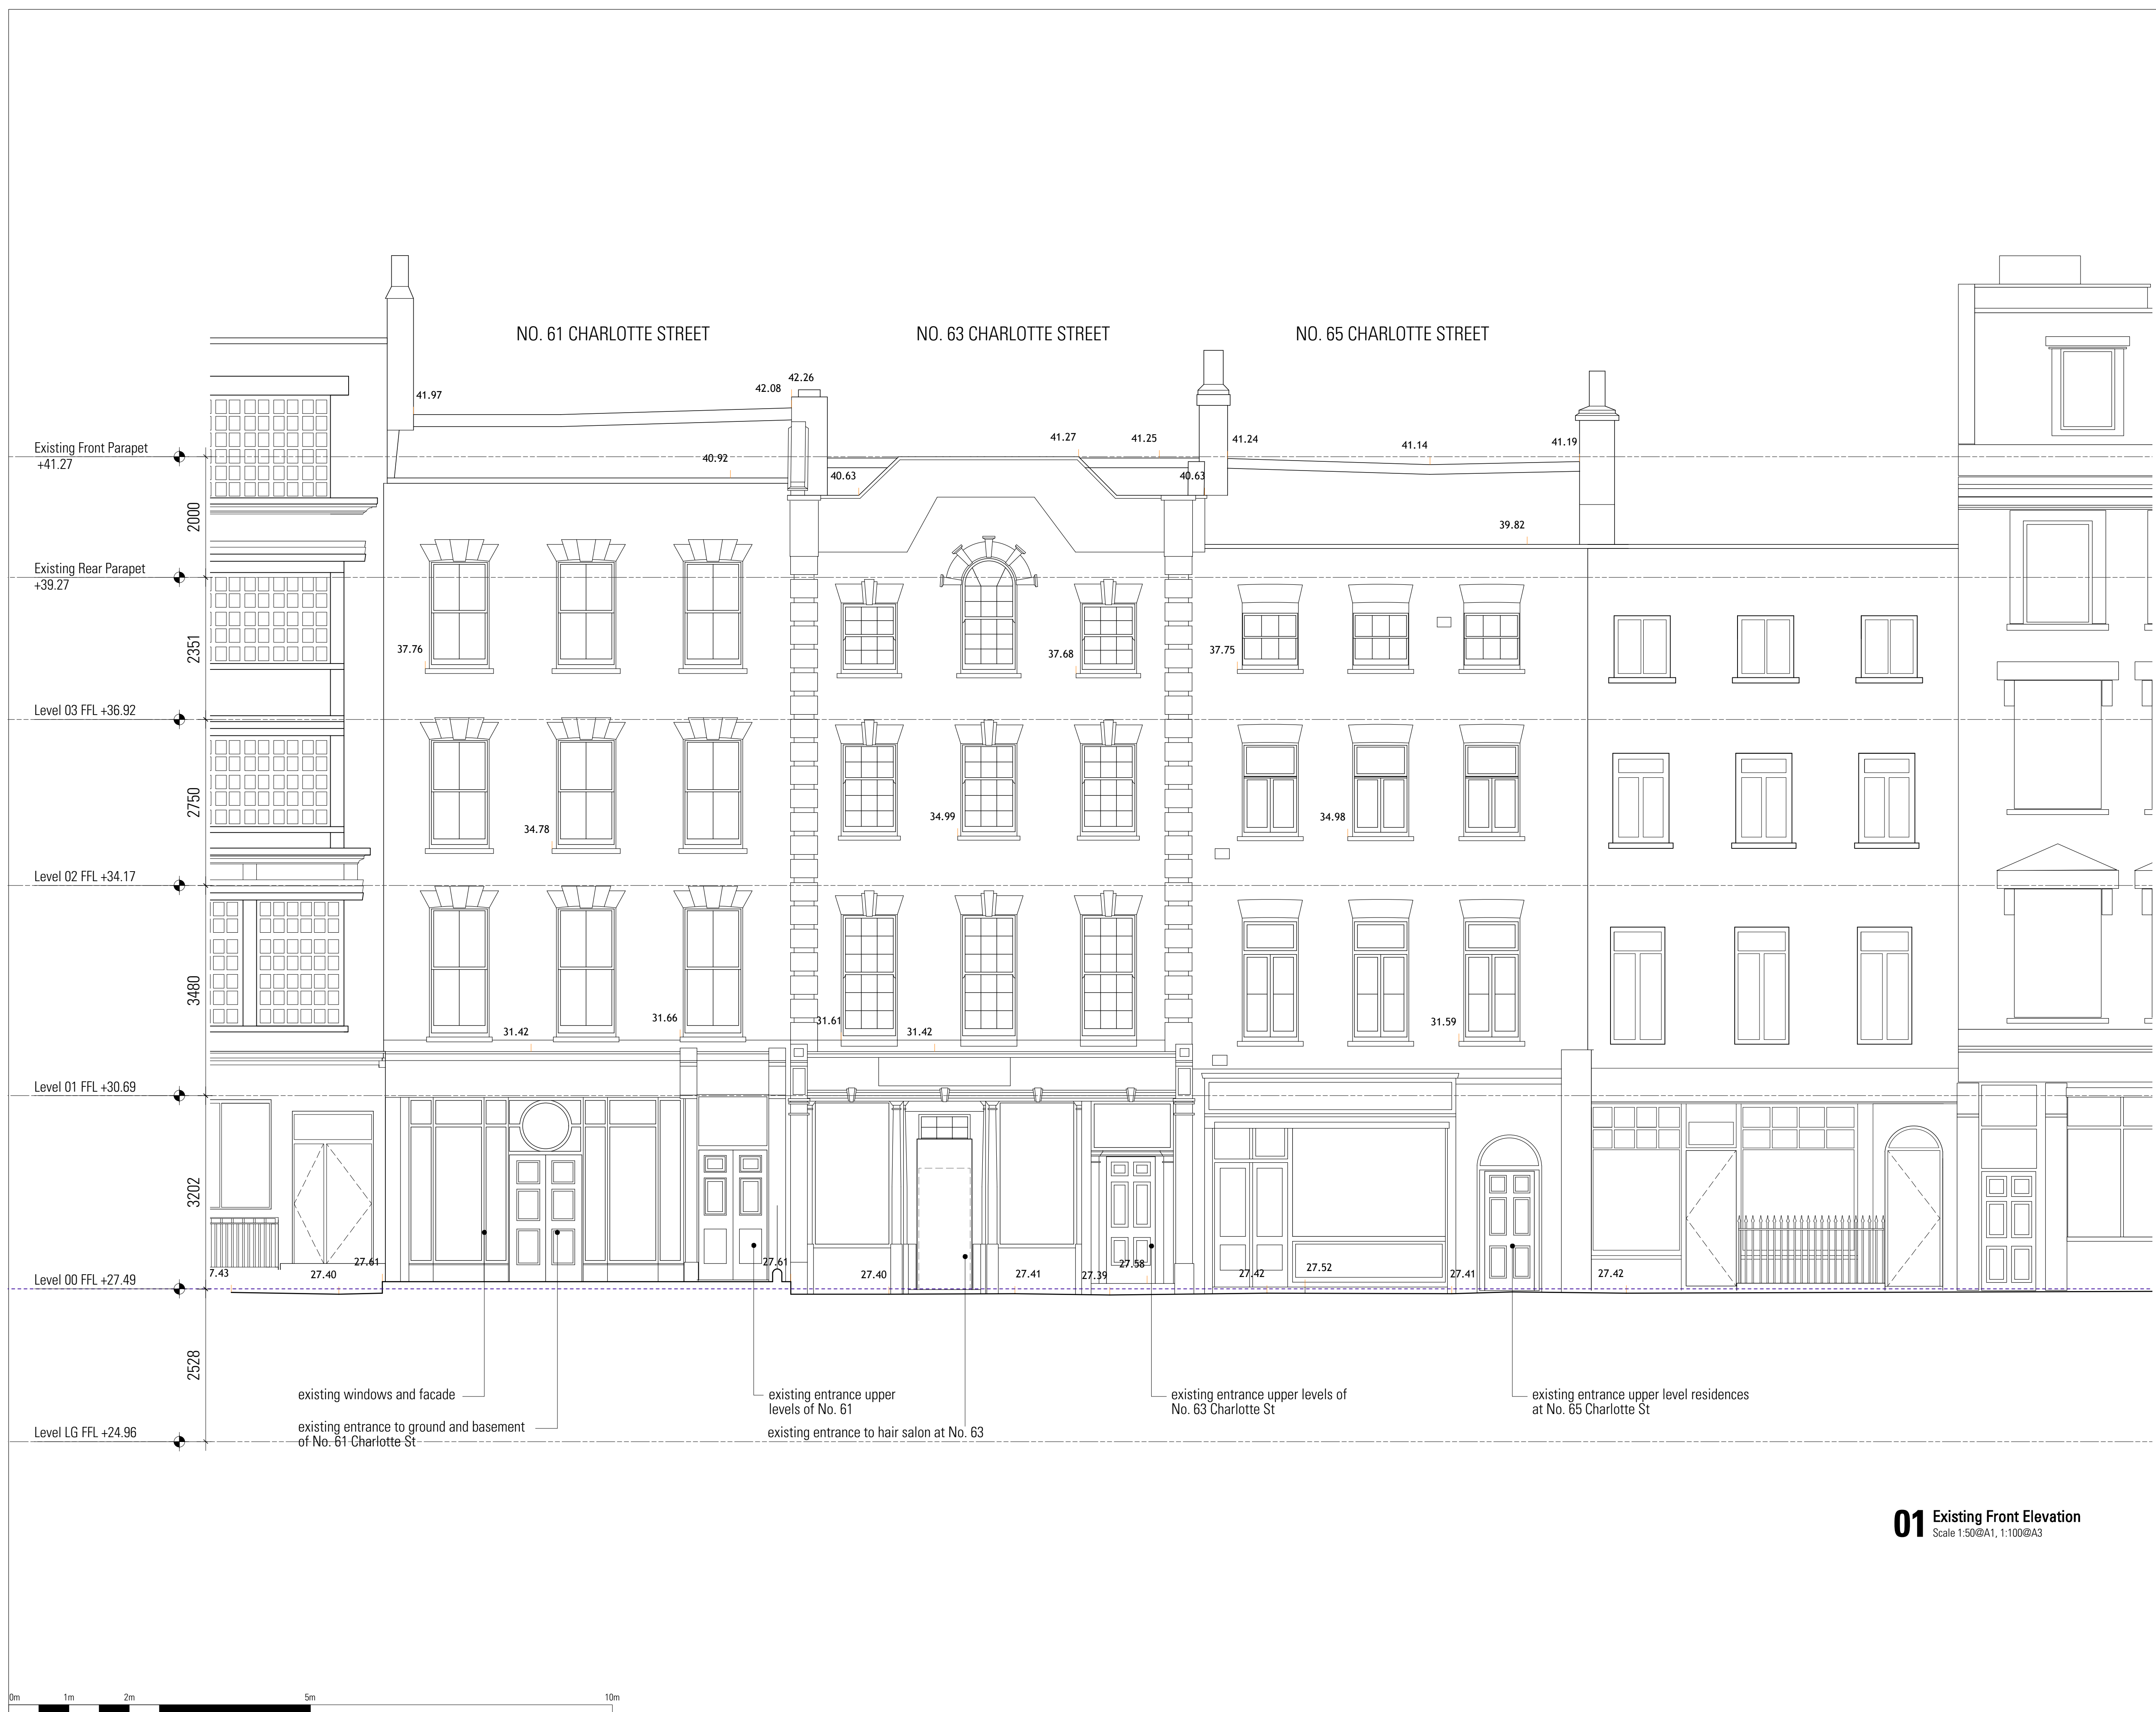 NO. 61 CHARLOTTE STREET
NO. 63 CHARLOTTE STREET
NO. 65 CHARLOTTE STREET
42.26
42.08
41.97
41.27
41.25
41.24
41.14
41.19
Existing Front Parapet
+41.27
40.92
40.63
40.63
2000
39.82
Existing Rear Parapet
+39.27
2351
37.76
37.68
37.75
Level 03 FFL +36.92
2750
34.78
34.99
34.98
Level 02 FFL +34.17
3480
31.42
31.66
31.61
31.42
31.59
Level 01 FFL +30.69
3202
7.43
27.40
27.61
27.61
27.40
27.41
27.39
27.58
27.42
27.52
27.41
27.42
Level 00 FFL +27.49
2528
existing windows and facade
existing entrance upper
levels of No. 61
existing entrance upper levels of
No. 63 Charlotte St
existing entrance upper level residences
at No. 65 Charlotte St
existing entrance to ground and basement
of No. 61 Charlotte St
existing entrance to hair salon at No. 63
Level LG FFL +24.96
01 Existing Front Elevation
Scale 1:50@A1, 1:100@A3
0m 1m 2m 5m 10m